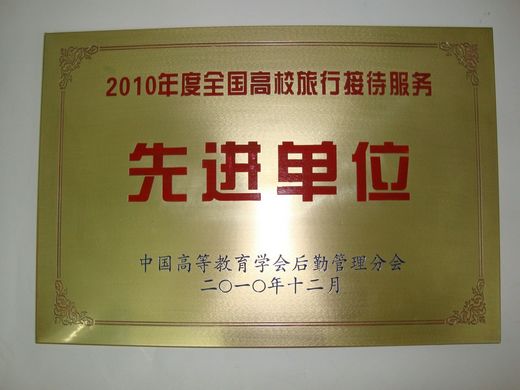 2010年度全国高校旅行接待服务
先进单位
中国高等教育学会后勤管理分会
二〇一〇年十二月